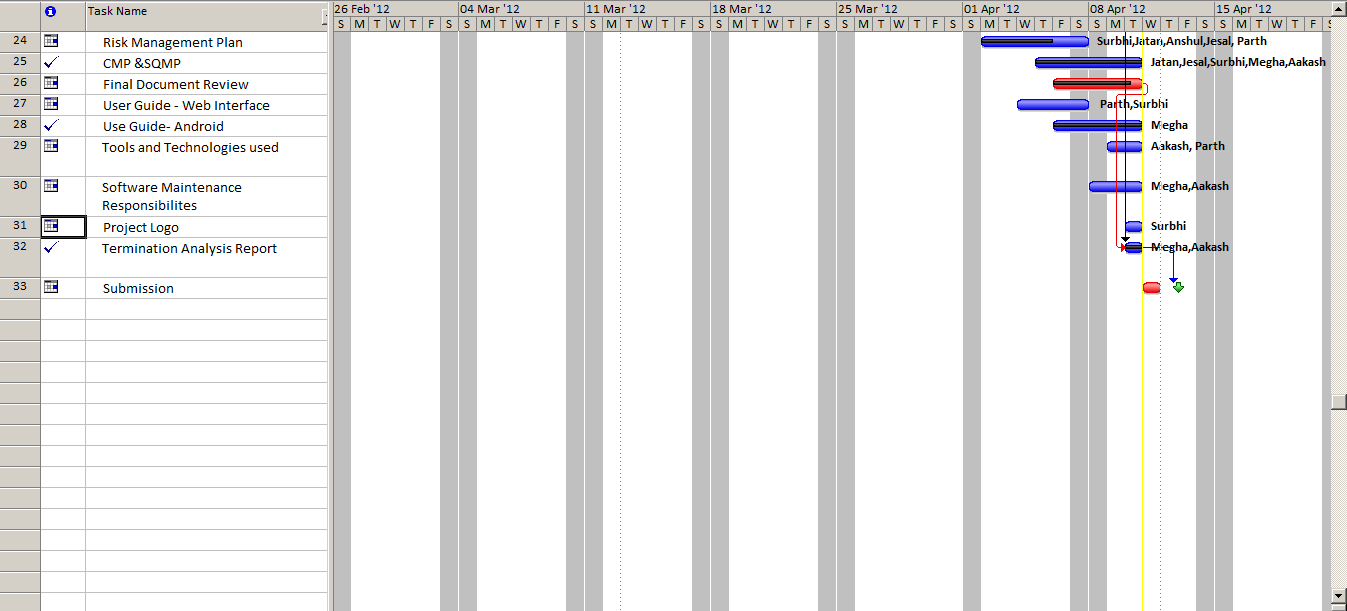 Task Name
26 Feb '12 04 Mar '12 11 Mar '12 18 Mar '12 25 Mar '12 01 Apr '12 08 Apr '12 15 Apr '12
S M T W T F S S M T W T F S S M T W T F S S M T W T F S S M T W T F S S M T W T F S S M T W T F S S M T W T F S
24 Risk Management Plan Surbhi,Jatan,Anshul,Jesal, Parth
25 CMP &SQMP Jatan,Jesal,Surbhi,Megha,Aakash
26 Final Document Review
27 User Guide - Web Interface Parth,Surbhi
28 Use Guide- Android Megha
29 Tools and Technologies used Aakash, Parth
30 Software Maintenance Megha,Aakash
Responsibilites
31 Project Logo Surbhi
32 Termination Analysis Report Megha,Aakash
33 Submission